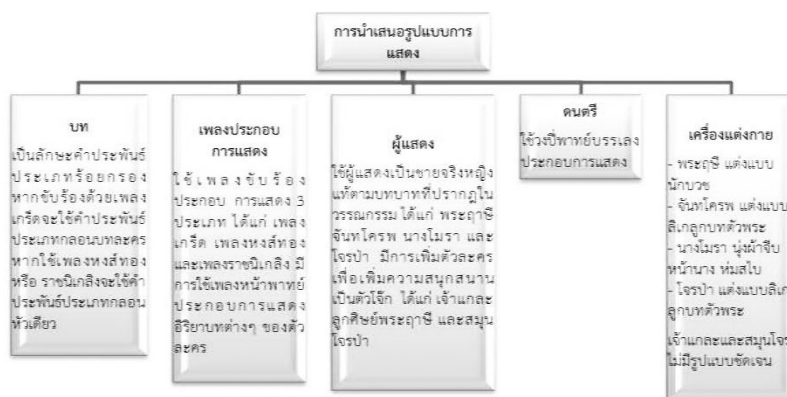 การนำเสนอรูปแบบการ
แสดง
บท
เป็นลักษะคำประพันธ์
ประเภทร้อยกรอง
หากขับร้องด้วยเพลง
เกร็ดจะใช้คำประพันธ์
ประเภทกลอนบทละคร
หากใช้เพลงหงส์ทอง
หรือ ราชนิเกลิงจะใช้คำ
ประพันธ์ประเภทกลอน
หัวเดียว
เพลงประกอบ
การแสดง
ใช้เพลงขับร้อง
ประกอบ การแสดง 3
ประเภท ได้แก่ เพลง
เกร็ด เพลงหงส์ทอง
และเพลงราชนิเกลิง มี
การใช้เพลงหน้าพาทย์
ประกอบการแสดง
อิริยาบทต่างๆ ของตัว
ละคร
ผู้แสดง
ใช้ผู้แสดงเป็นชายจริงหญิง
แท้ตามบทบาทที่ปรากฏใน
วรรณกรรม ได้แก่ พระฤาษี
จันทโครพ นางโมรา และ
โจรป่า มีการเพิ่มตัวละคร
เพื่อเพิ่มความสนุกสนาน
เป็นตัวโจ๊ก ได้แก่ เจ้าแกละ
ลูกศิษย์พระฤาษี และสมุน
โจรป่า
ดนตรี
ใช้วงปี่พาทย์บรรเลง
ประกอบการแสดง
เครื่องแต่งกาย
- พระฤษี แต่งแบบ
นักบวช
- จันทโครพ แต่งแบบ
ลิเกลูกบทตัวพระ
- นางโมรา นุ่งผ้าจีบ
หน้านาง ห่มสไบ
- โจรป่า แต่งแบบลิเก
ลูกบทตัวพระ
เจ้าแกละและสมุนโจร
ไม่มีรูปแบบชัดเจน